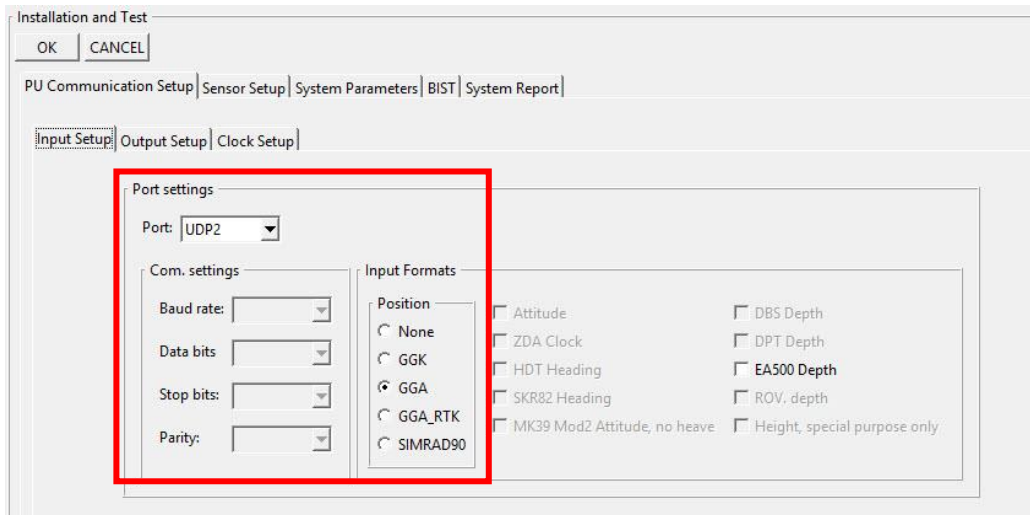 Installation and Test
OK CANCEL
PU Communication Setup Sensor Setup System Parameters BIST System Report
Input Setup Output Setup Clock Setup
Port settings
Port: UDP2
Com. settings
Baud rate:
Data bits
Stop bits:
Parity:
Input Formats
Position
None
GGK
GGA
GGA_RTK
SIMRAD90
Attitude
ZDA Clock
HDT Heading
SKR82 Heading
MK39 Mod2 Attitude, no heave
DBS Depth
DPT Depth
EA500 Depth
ROV. depth
Height, special purpose only